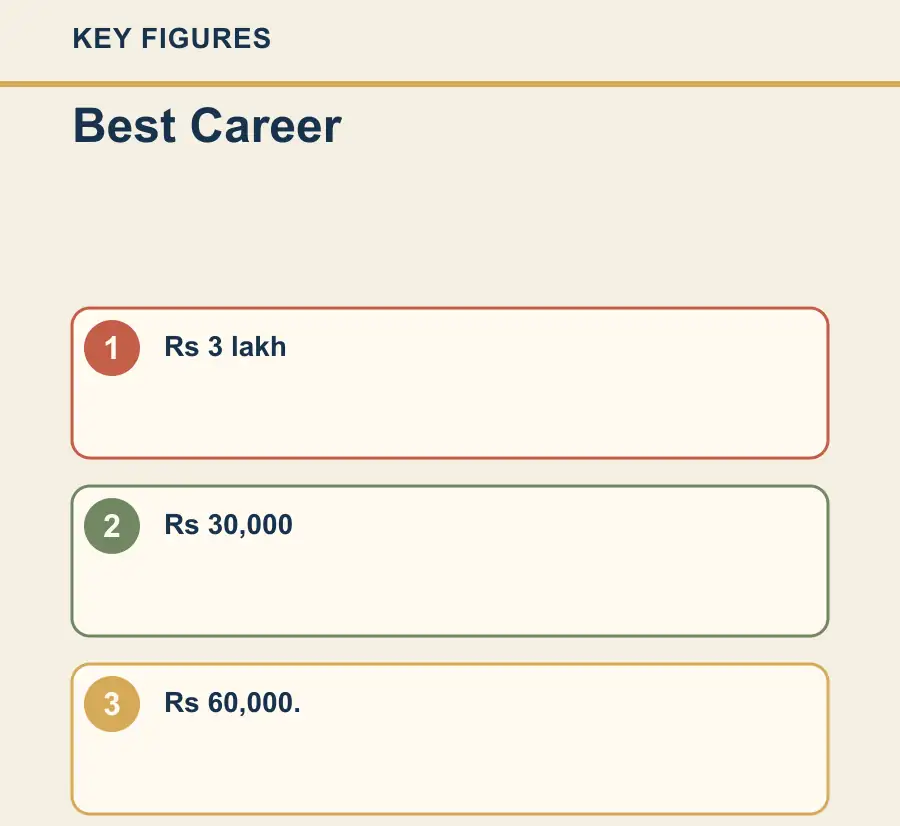 KEY FIGURES
Best Career
1 Rs 3 lakh
2 Rs 30,000
3 Rs 60,000.